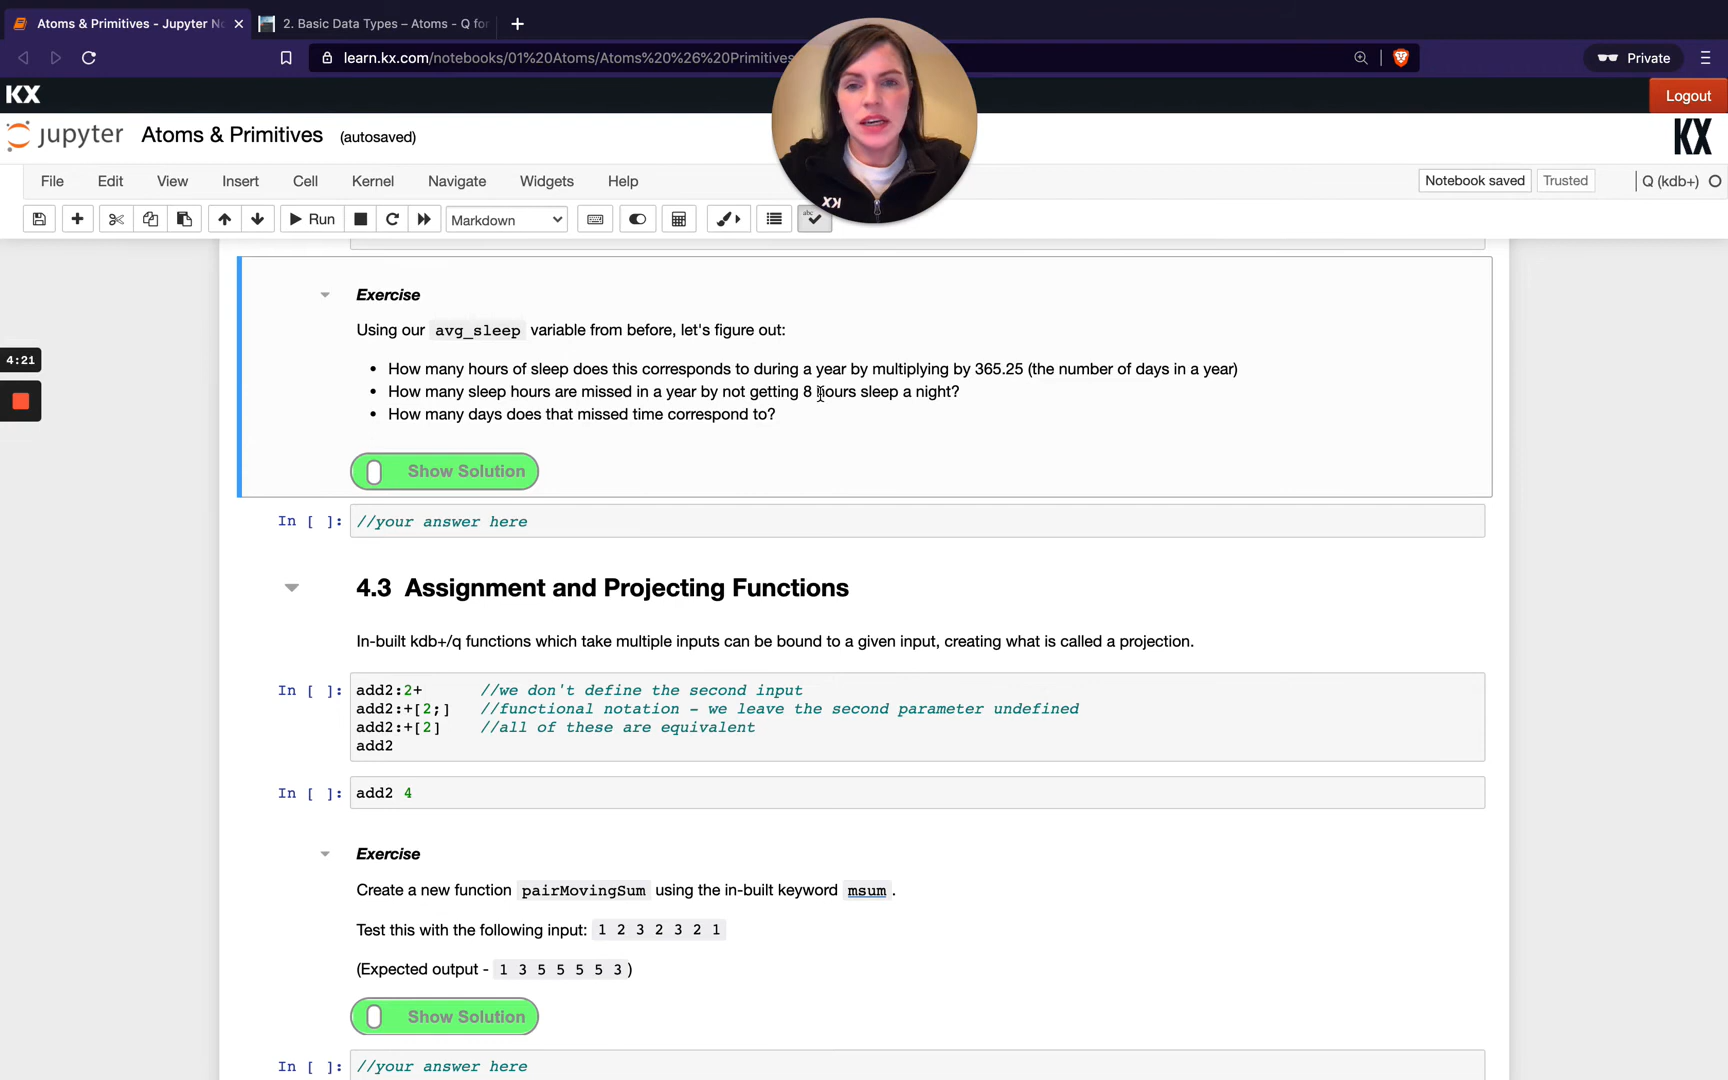 Atoms & Primitives - Jupyter No
2. Basic Data Types – Atoms - Q for
learn.kx.com/notebooks/01%20Atoms/Atoms%20%26%20Primitives
Private
KX
Logout
jupyter Atoms & Primitives (autosaved)
KX
File Edit View Insert Cell Kernel Navigate Widgets Help
Notebook saved Trusted Q (kdb+)
Run Markdown
abc
KX
4:21
Exercise
Using our avg_sleep variable from before, let's figure out:
• How many hours of sleep does this corresponds to during a year by multiplying by 365.25 (the number of days in a year)
• How many sleep hours are missed in a year by not getting 8 hours sleep a night?
• How many days does that missed time correspond to?
Show Solution
In [ ]: //your answer here
4.3 Assignment and Projecting Functions
In-built kdb+/q functions which take multiple inputs can be bound to a given input, creating what is called a projection.
In [ ]: add2:2+ //we don't define the second input
add2:+[2;] //functional notation - we leave the second parameter undefined
add2:+[2] //all of these are equivalent
add2
In [ ]: add2 4
Exercise
Create a new function pairMovingSum using the in-built keyword msum.
Test this with the following input: 1 2 3 2 3 2 1
(Expected output - 1 3 5 5 5 5 3)
Show Solution
In [ ]: //your answer here